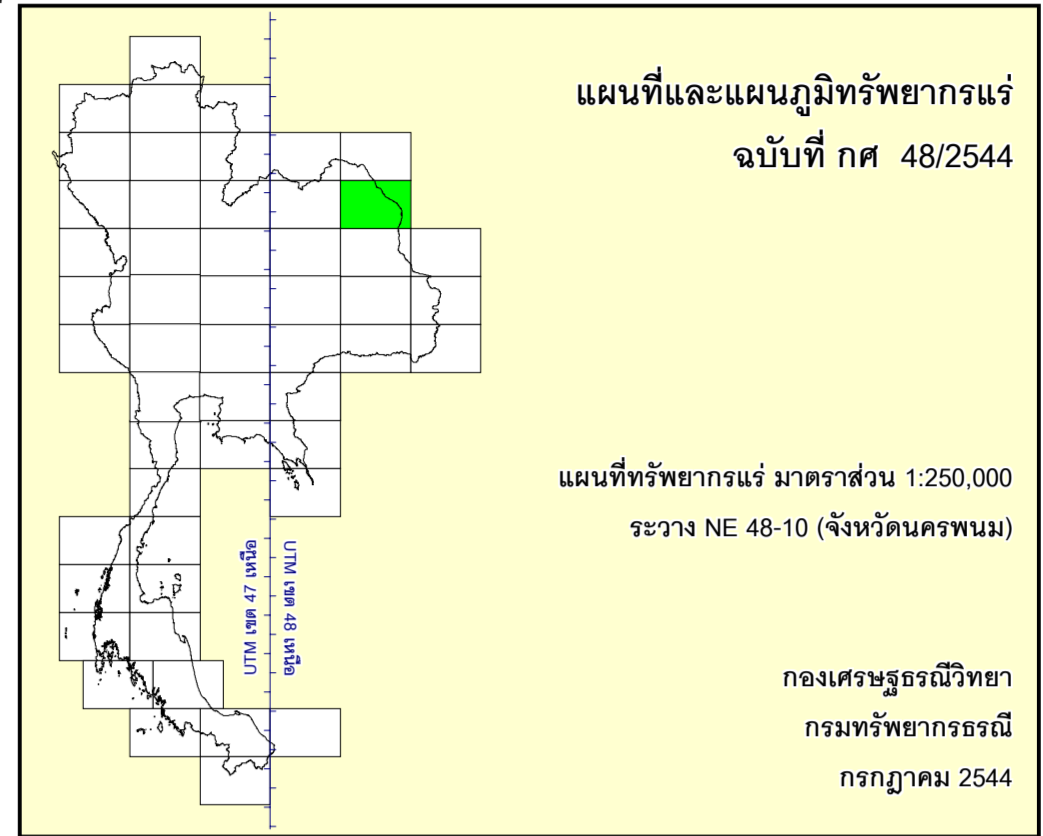 แผนที่และแผนภูมิทรัพยากรแร่
ฉบับที่ กศ 48/2544
แผนที่ทรัพยากรแร่ มาตราส่วน 1:250,000
ระวาง NE 48-10 (จังหวัดนครพนม)
UTM เขต 47 เหนือ
UTM เขต 48 เหนือ
กองเศรษฐธรณีวิทยา
กรมทรัพยากรธรณี
กรกฎาคม 2544